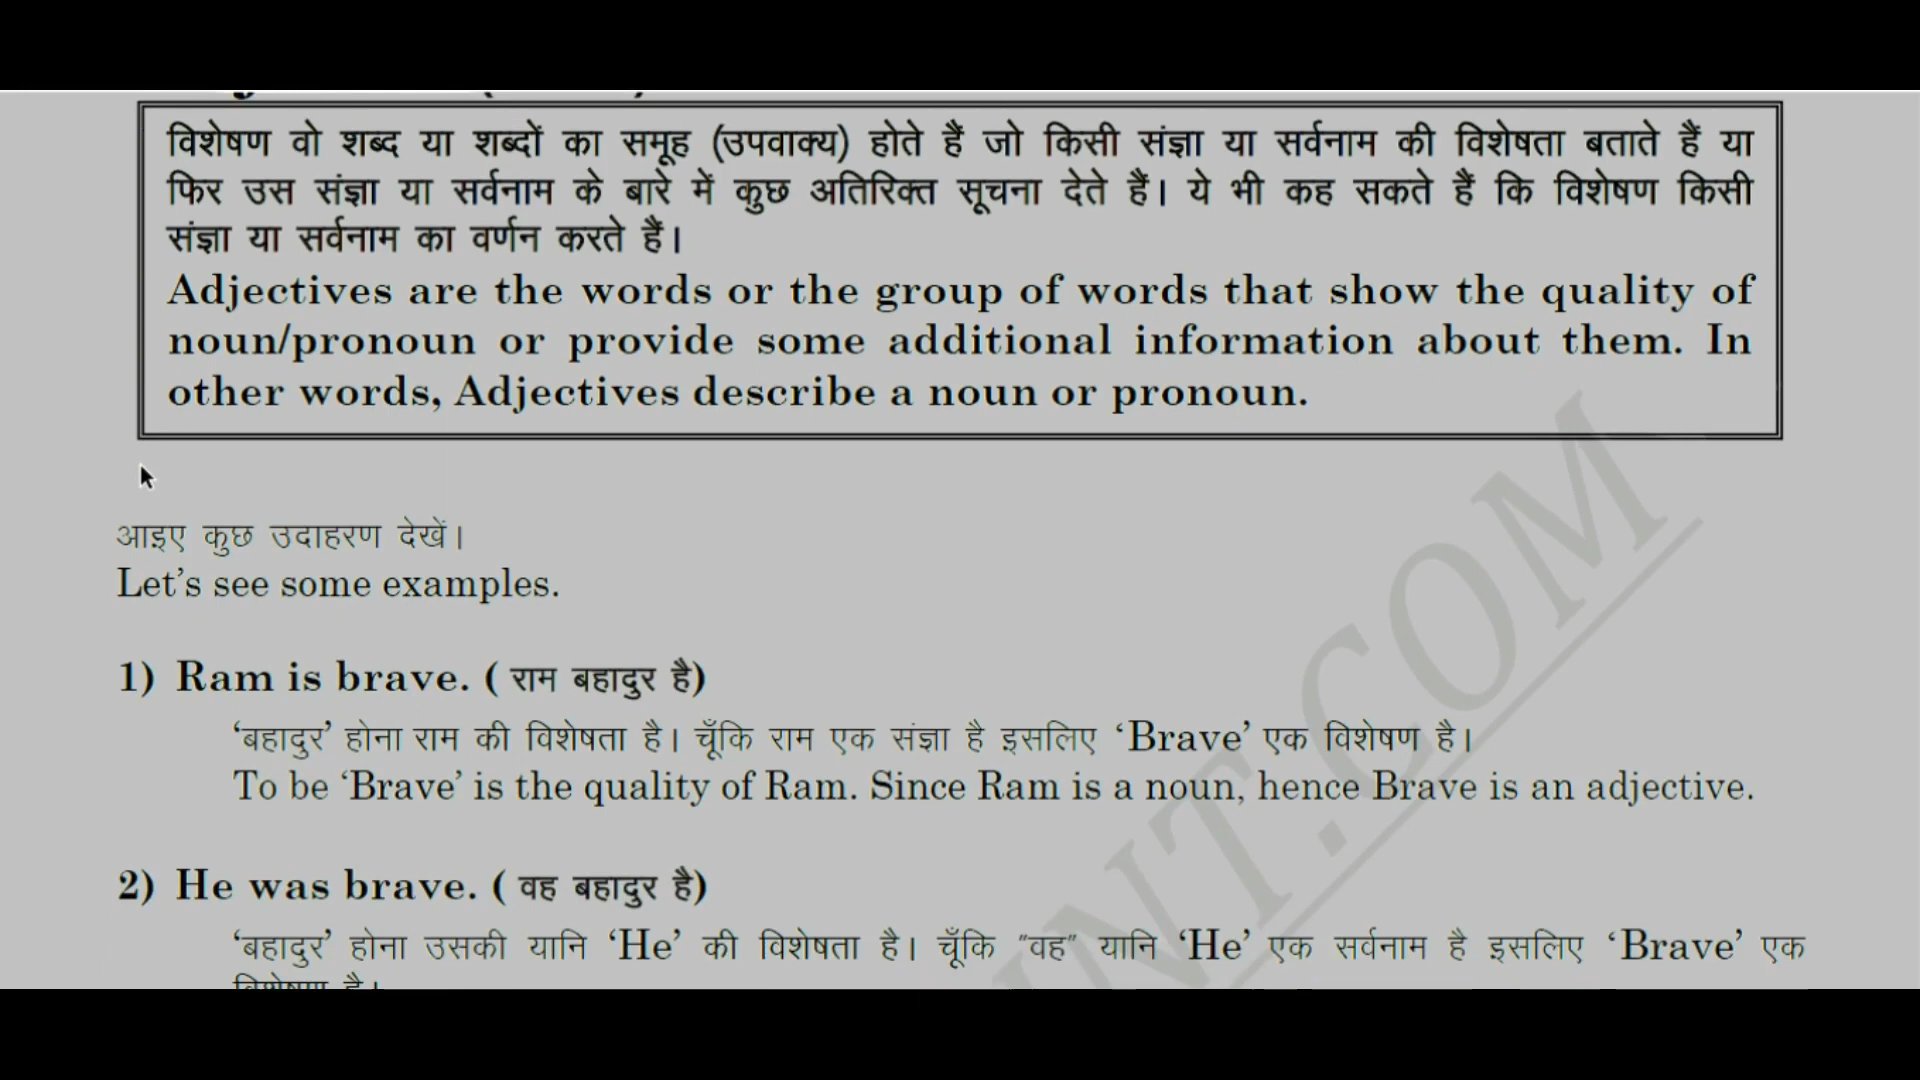 विशेषण वो शब्द या शब्दों का समूह (उपवाक्य) होते हैं जो किसी संज्ञा या सर्वनाम की विशेषता बताते हैं या
फिर उस संज्ञा या सर्वनाम के बारे में कुछ अतिरिक्त सूचना देते हैं। ये भी कह सकते हैं कि विशेषण किसी
संज्ञा या सर्वनाम का वर्णन करते हैं।
Adjectives are the words or the group of words that show the quality of
noun/pronoun or provide some additional information about them. In
other words, Adjectives describe a noun or pronoun.
आइए कुछ उदाहरण देखें।
Let’s see some examples.
1) Ram is brave. ( राम बहादुर है)
‘बहादुर’ होना राम की विशेषता है। चूँकि राम एक संज्ञा है इसलिए ‘Brave’ एक विशेषण है।
To be ‘Brave’ is the quality of Ram. Since Ram is a noun, hence Brave is an adjective.
2) He was brave. ( वह बहादुर है)
‘बहादुर’ होना उसकी यानि ‘He’ की विशेषता है। चूँकि "वह" यानि ‘He’ एक सर्वनाम है इसलिए ‘Brave’ एक
विशेषण है।
NT.COM